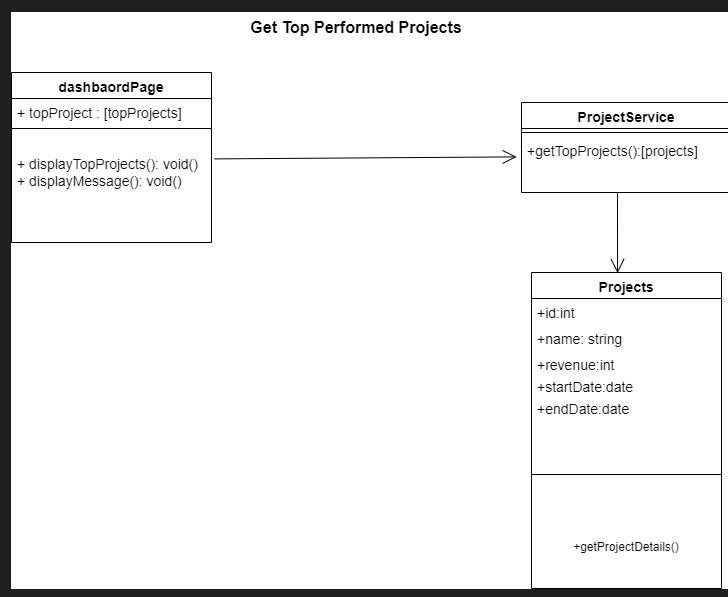 Get Top Performed Projects
dashbaordPage
+ topProject : [topProjects]
+ displayTopProjects(): void()
+ displayMessage(): void()
ProjectService
+getTopProjects():[projects]
Projects
+id:int
+name: string
+revenue:int
+startDate:date
+endDate:date
+getProjectDetails()